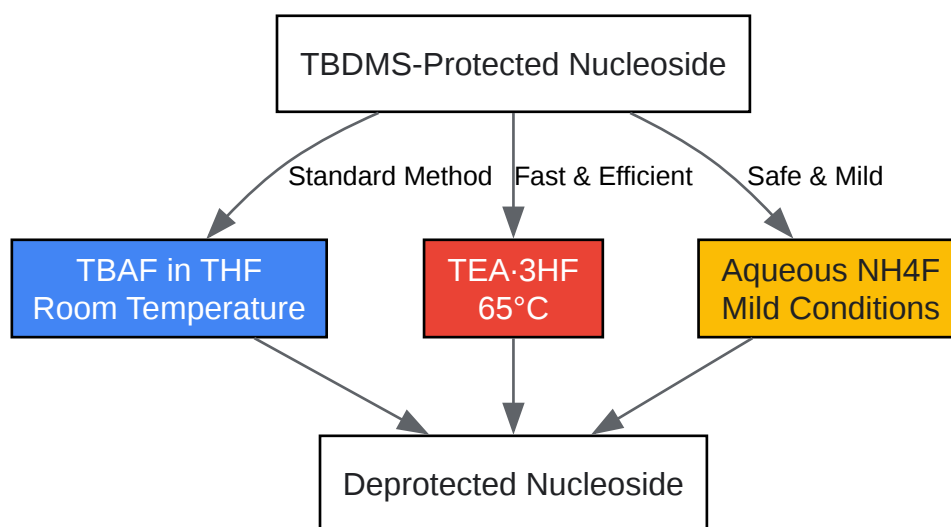 TBDMS-Protected Nucleoside
Standard Method
Fast & Efficient
Safe & Mild
TBAF in THF
Room Temperature
TEA·3HF
65°C
Aqueous NH4F
Mild Conditions
Deprotected Nucleoside